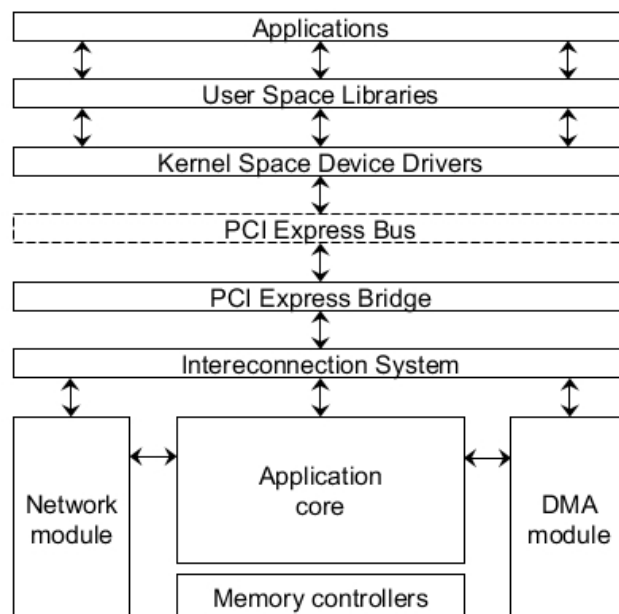 Applications
User Space Libraries
Kernel Space Device Drivers
PCI Express Bus
PCI Express Bridge
Intereconnection System
Network
module
Application
core
DMA
module
Memory controllers